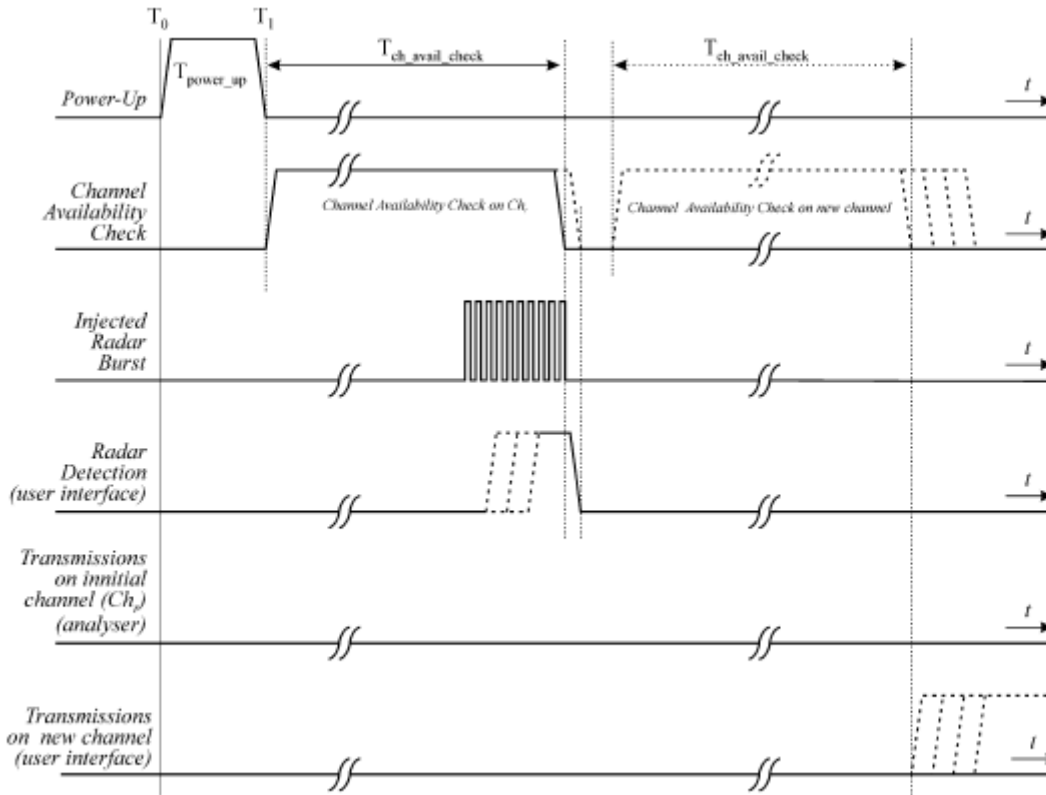 T0 T1
Tch_avail_check
Tch_avail_check
Tpower_up
Power-Up
t
Channel
Availability
Check
Channel Availability Check on Chr
Channel Availability Check on new channel
t
Injected
Radar
Burst
t
Radar
Detection
(user interface)
t
Transmissions
on innitial
channel (Chr)
(analyser)
t
Transmissions
on new channel
(user interface)
t